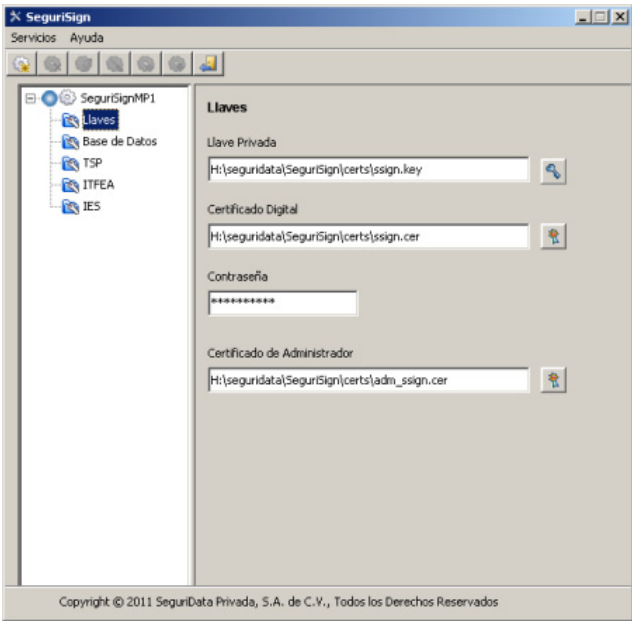 SeguriSign
Servicios Ayuda
SeguriSignMP1
Llaves
Base de Datos
TSP
ITFEA
IES
Llaves
Llave Privada
H:\seguridata\SeguriSign\certs\ssign.key
Certificado Digital
H:\seguridata\SeguriSign\certs\ssign.cer
Contraseña
**********
Certificado de Administrador
H:\seguridata\SeguriSign\certs\adm_ssign.cer
Copyright © 2011 SeguriData Privada, S.A. de C.V., Todos los Derechos Reservados